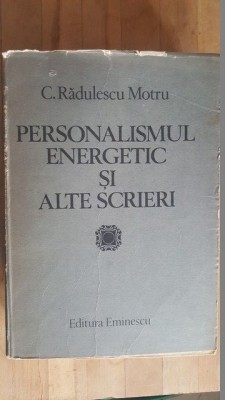 C. Rădulescu Motru
PERSONALISMUL
ENERGETIC
ȘI
ALTE SCRIERI
Editura Eminescu